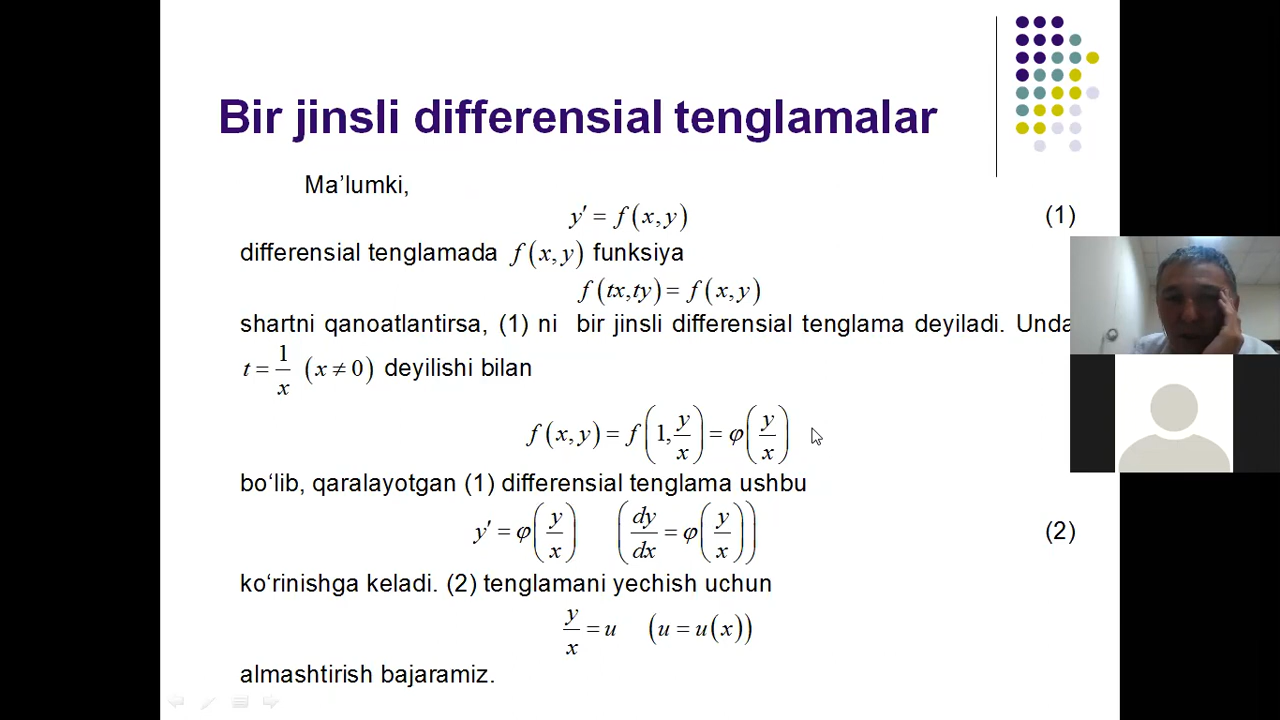 Bir jinsli differensial tenglamalar
Ma’lumki,
y′ = f(x,y) (1)
differensial tenglamada f(x,y) funksiya
f(tx,ty) = f(x,y)
shartni qanoatlantirsa, (1) ni bir jinsli differensial tenglama deyiladi. Unda
t = 1/x (x ≠ 0) deyilishi bilan
f(x,y) = f(1, y/x) = φ(y/x)
bo‘lib, qaralayotgan (1) differensial tenglama ushbu
y′ = φ(y/x) (dy/dx = φ(y/x)) (2)
ko‘rinishga keladi. (2) tenglamani yechish uchun
y/x = u (u = u(x))
almashtirish bajaramiz.